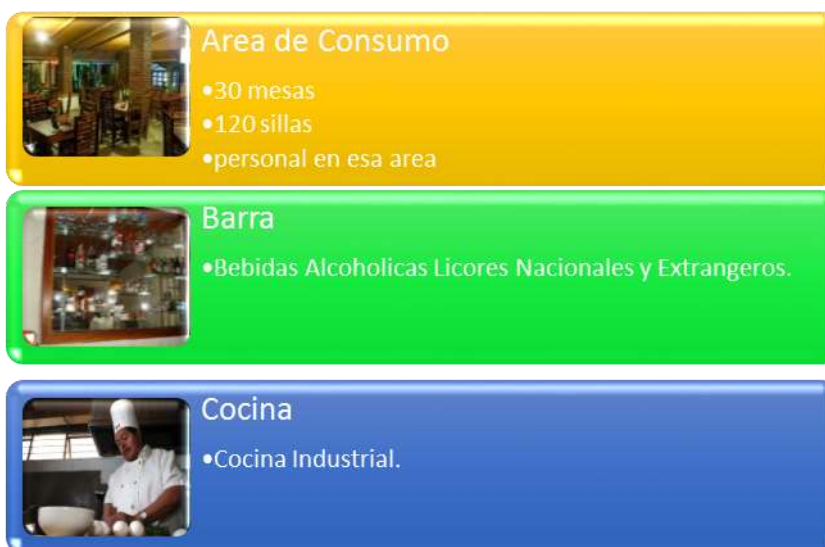 Area de Consumo
•30 mesas
•120 sillas
•personal en esa area
Barra
•Bebidas Alcoholicas Licores Nacionales y Extrangeros.
Cocina
•Cocina Industrial.